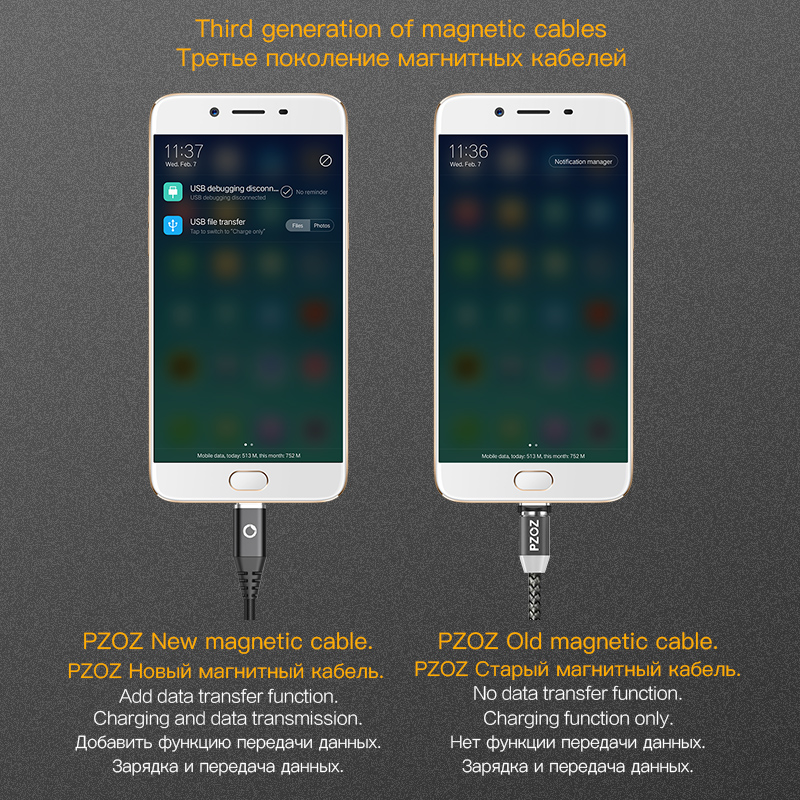 Third generation of magnetic cables
Третье поколение магнитных кабелей
11:37
Wed. Feb. 7
USB debugging disconn...
USB debugging disconnected
No reminder
USB file transfer
Tap to switch to "Charge only"
Files
Photos
Mobile data, today: 513 M, this month: 752 M
11:36
Wed. Feb. 7
Notification manager
Mobile data, today: 513 M, this month: 752 M
PZOZ
PZOZ New magnetic cable.
PZOZ Новый магнитный кабель.
Add data transfer function.
Charging and data transmission.
Добавить функцию передачи данных.
Зарядка и передача данных.
PZOZ Old magnetic cable.
PZOZ Старый магнитный кабель.
No data transfer function.
Charging function only.
Нет функции передачи данных.
Зарядка и передача данных.